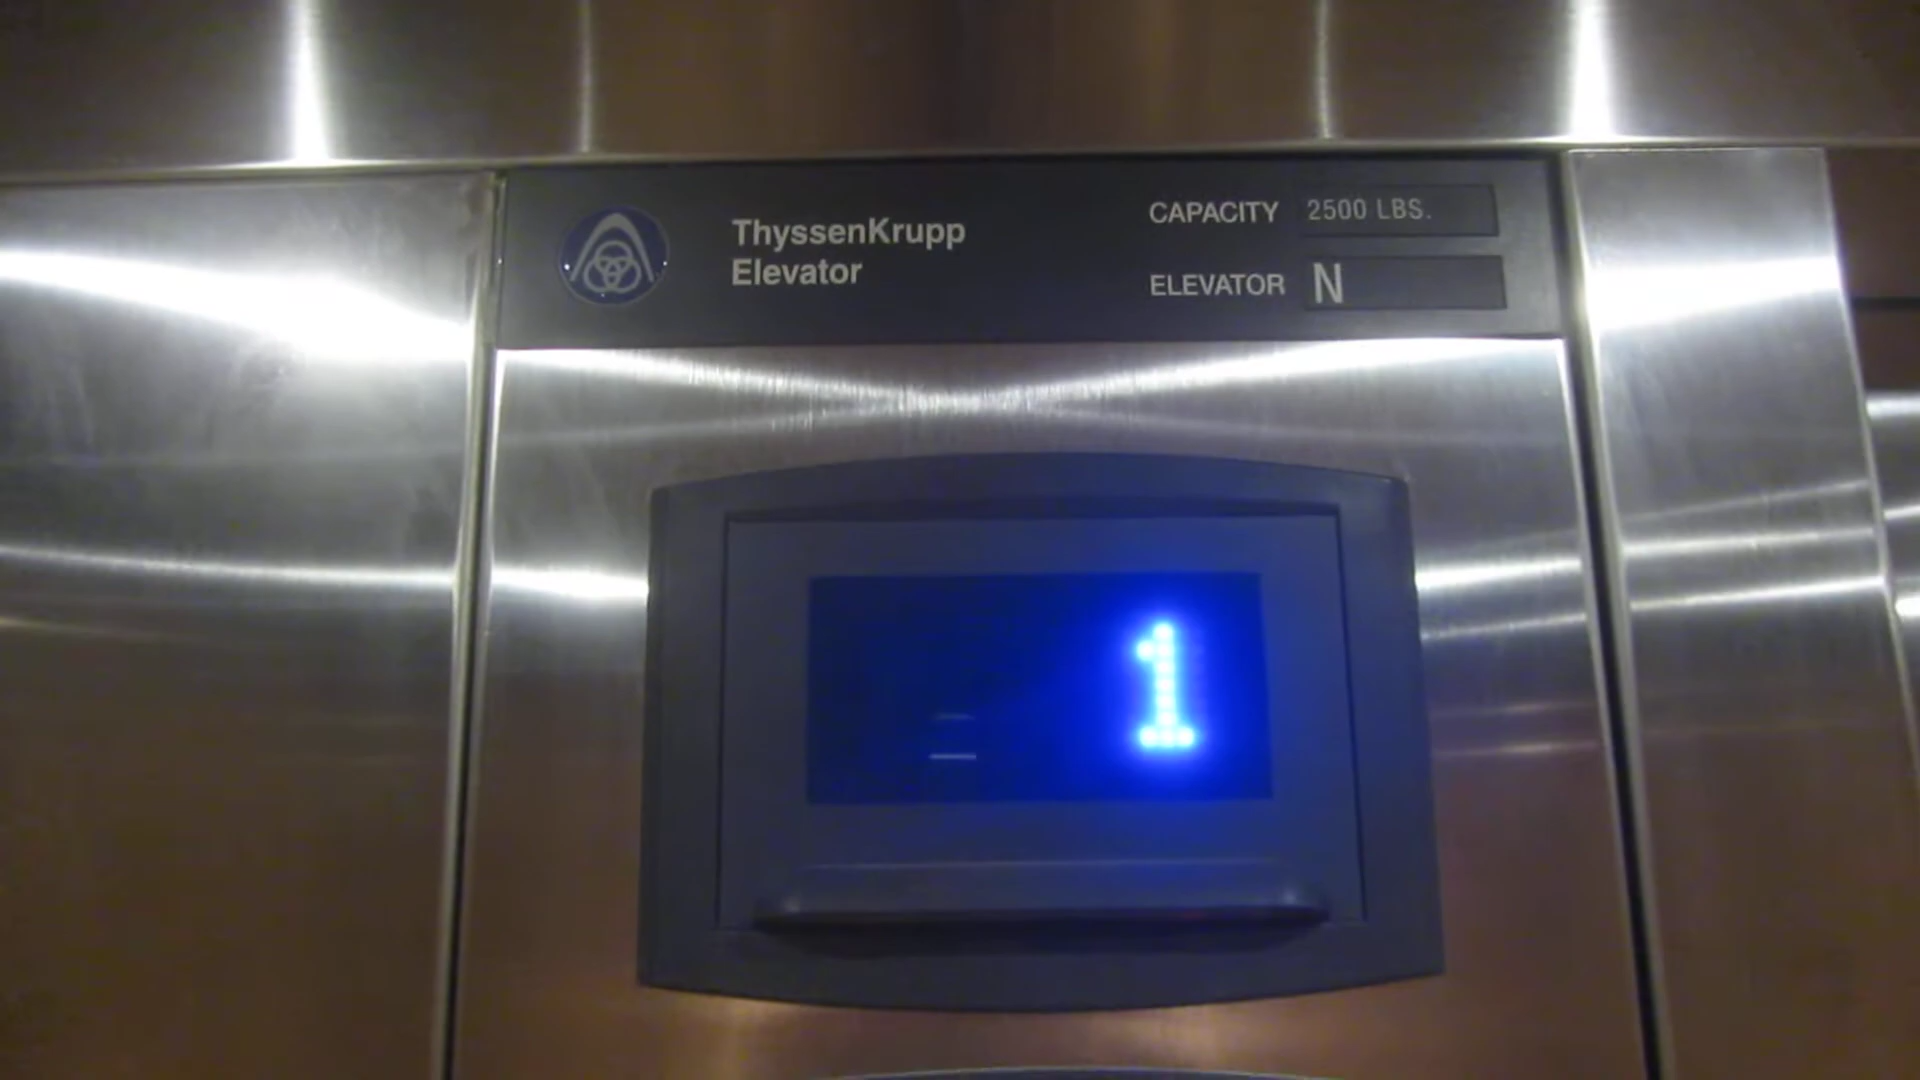 ThyssenKrupp
Elevator
CAPACITY 2500 LBS.
ELEVATOR N
1